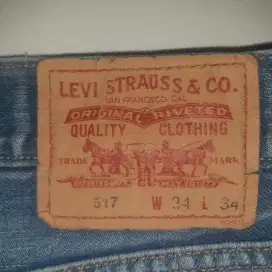 LEVI STRAUSS & CO.
SAN FRANCISCO, CAL.
ORIGINAL RIVETED
QUALITY CLOTHING
TRADE MARK
517 W 34 L 34